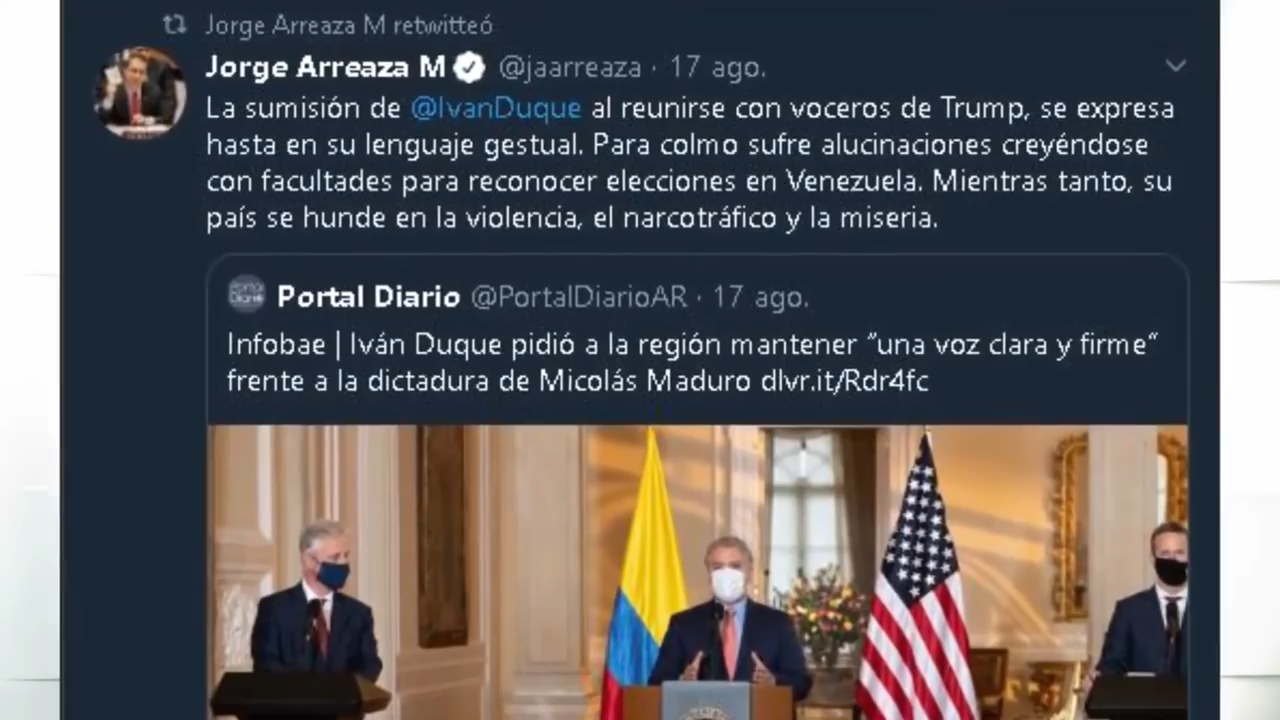 Jorge Arreaza M retwitteó
Jorge Arreaza M @jaarreaza · 17 ago.
La sumisión de @IvanDuque al reunirse con voceros de Trump, se expresa
hasta en su lenguaje gestual. Para colmo sufre alucinaciones creyéndose
con facultades para reconocer elecciones en Venezuela. Mientras tanto, su
país se hunde en la violencia, el narcotráfico y la miseria.
Portal Diario @PortalDiarioAR · 17 ago.
Infobae | Iván Duque pidió a la región mantener “una voz clara y firme”
frente a la dictadura de Micolás Maduro dlvr.it/Rdr4fc